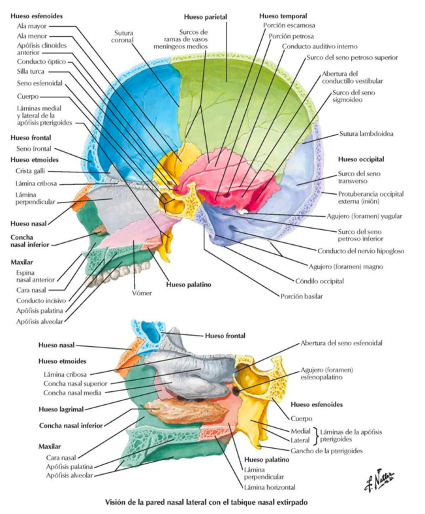 Hueso esfenoides
Ala mayor
Ala menor
Apófisis clinoides
anterior
Conducto óptico
Silla turca
Seno esfenoidal
Cuerpo
Láminas medial
y lateral de la
apófisis pterigoides
Hueso frontal
Seno frontal
Hueso etmoides
Crista galli
Lámina cribosa
Lámina
perpendicular
Hueso nasal
Concha
nasal inferior
Maxilar
Espina
nasal anterior
Cara nasal
Conducto incisivo
Apófisis palatina
Apófisis alveolar
Sutura
coronal
Hueso parietal
Surcos de
ramas de vasos
meníngeos medios
Hueso temporal
Porción escamosa
Porción petrosa
Conducto auditivo interno
Surco del seno petroso superior
Abertura del
conductillo vestibular
Surco del seno
sigmoideo
Sutura lambdoidea
Hueso occipital
Surco del seno
transverso
Protuberancia occipital
externa (inión)
Agujero (foramen) yugular
Surco del seno
petroso inferior
Conducto del nervio hipogloso
Agujero (foramen) magno
Cóndilo occipital
Porción basilar
Hueso palatino
Vómer
Hueso nasal
Hueso etmoides
Lámina cribosa
Concha nasal superior
Concha nasal media
Hueso lagrimal
Concha nasal inferior
Maxilar
Cara nasal
Apófisis palatina
Apófisis alveolar
Hueso frontal
Abertura del seno esfenoidal
Agujero (foramen)
esfenopalatino
Hueso esfenoides
Cuerpo
Medial
Lateral
Láminas de la apófisis
pterigoides
Gancho de la pterigoides
Hueso palatino
Lámina
perpendicular
Lámina horizontal
F. Netter
Visión de la pared nasal lateral con el tabique nasal extirpado